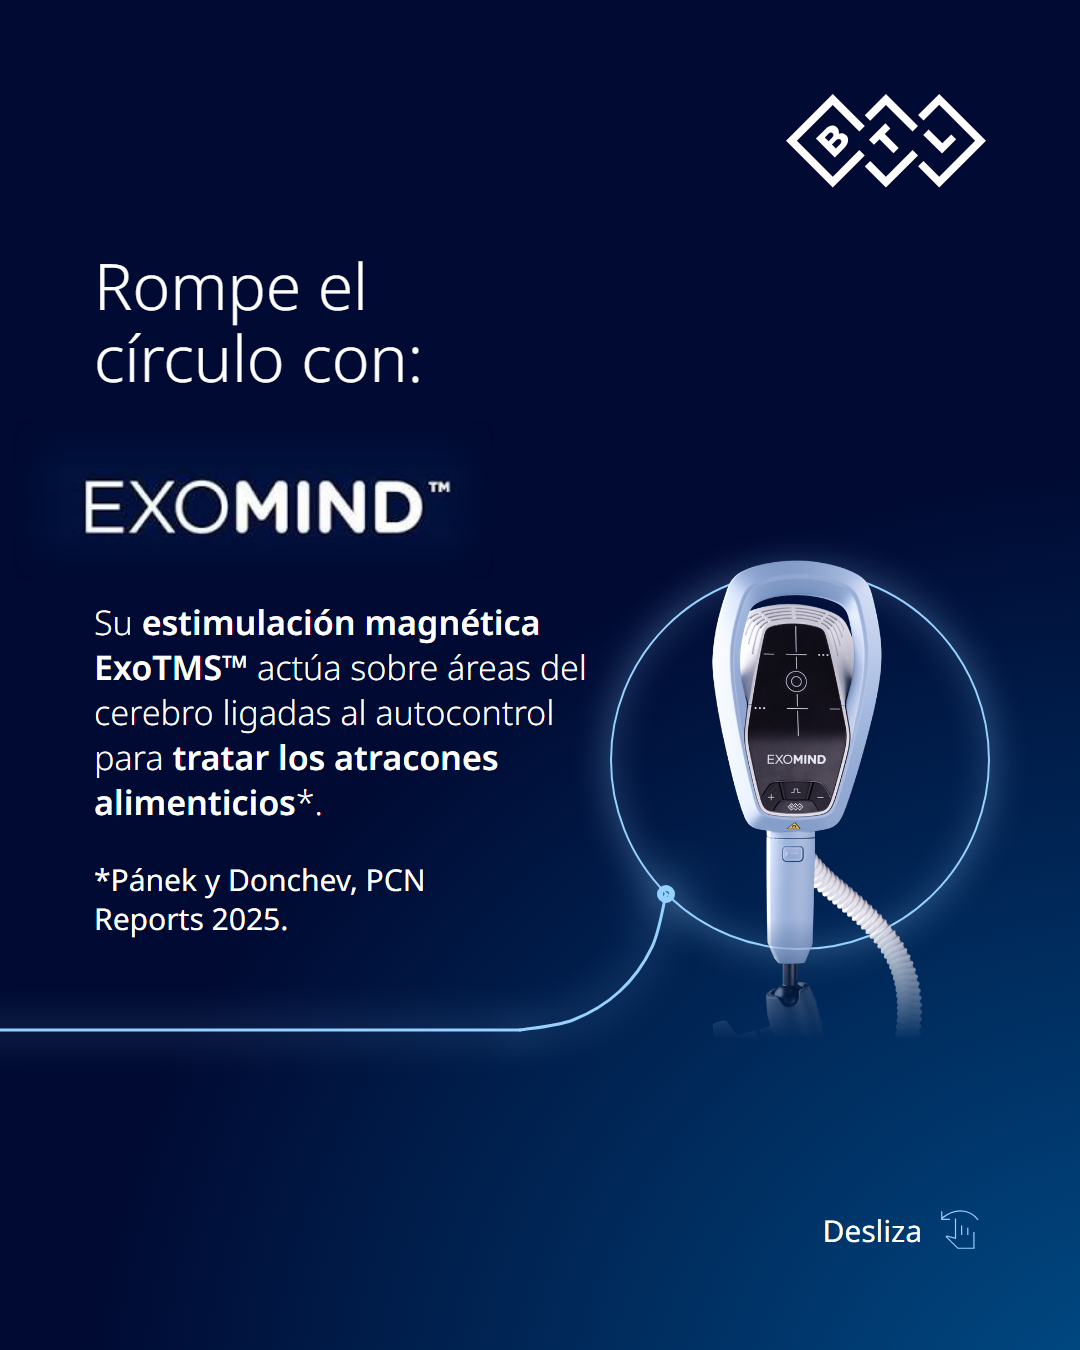 BTL
Rompe el
círculo con:
EXOMIND™
Su estimulación magnética
ExoTMS™ actúa sobre áreas del
cerebro ligadas al autocontrol
para tratar los atracones
alimenticios*.
EXOMIND
*Pánek y Donchev, PCN
Reports 2025.
Desliza